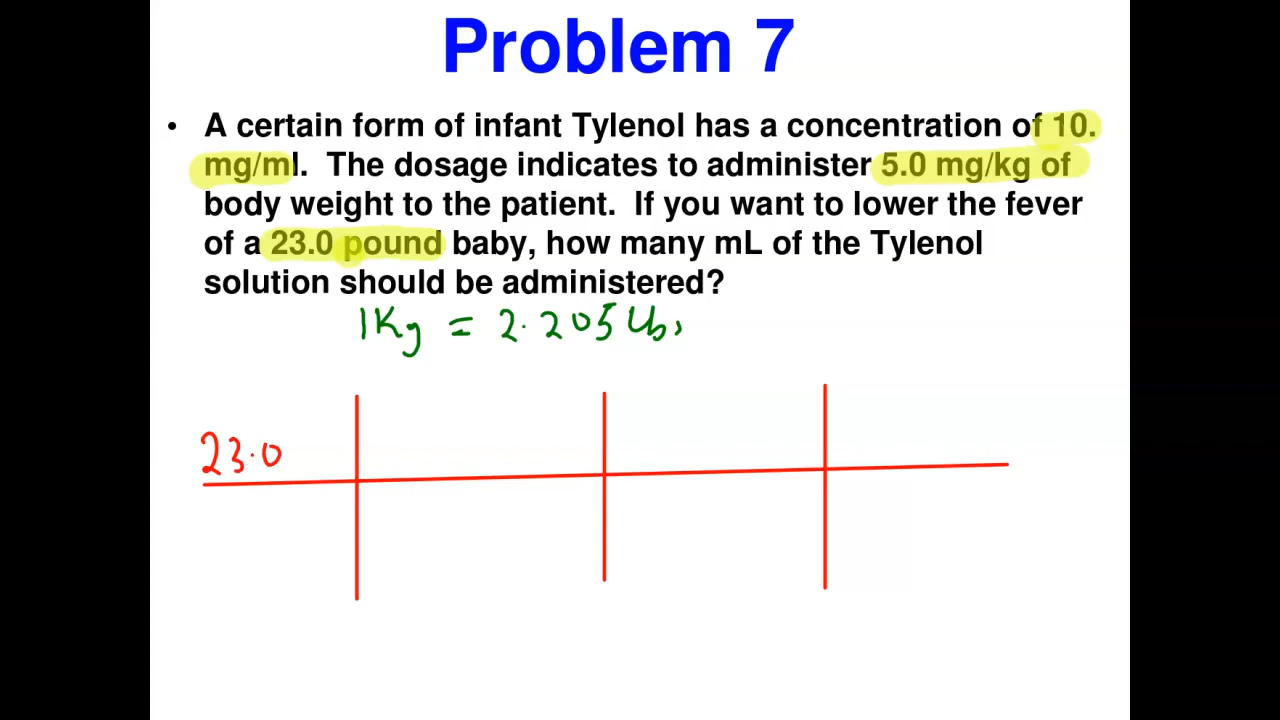 Problem 7
• A certain form of infant Tylenol has a concentration of 10.
mg/ml. The dosage indicates to administer 5.0 mg/kg of
body weight to the patient. If you want to lower the fever
of a 23.0 pound baby, how many mL of the Tylenol
solution should be administered?
1Kg = 2.205 Lbs
23.0